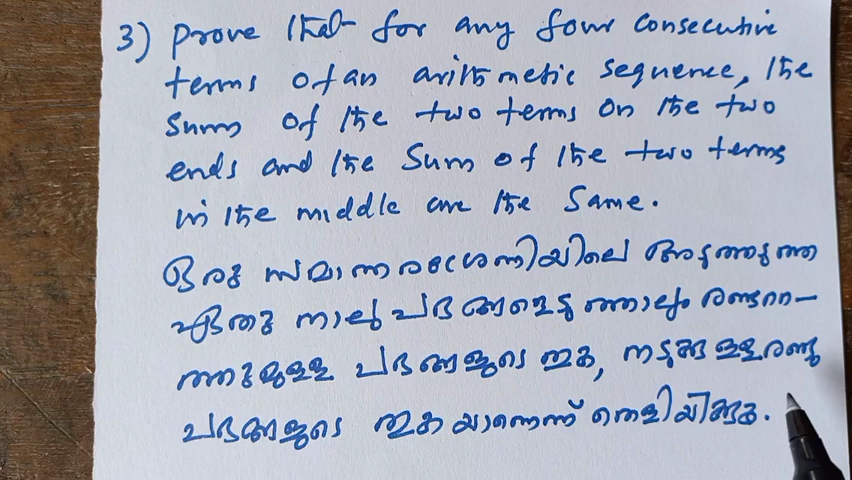 3) Prove that for any four consecutive
terms of an arithmetic sequence, the
sum of the two terms on the two
ends and the sum of the two terms
in the middle are the same.
ഒരു സമാന്തരശ്രേണിയിലെ അടുത്തടുത്ത
ഏതു നാലു പദങ്ങളെടുത്താലും രണ്ടറ്റ-
ത്തുമുള്ള പദങ്ങളുടെ തുക, നടുക്കുള്ള രണ്ടു
പദങ്ങളുടെ തുകയാണെന്ന് തെളിയിക്കുക.